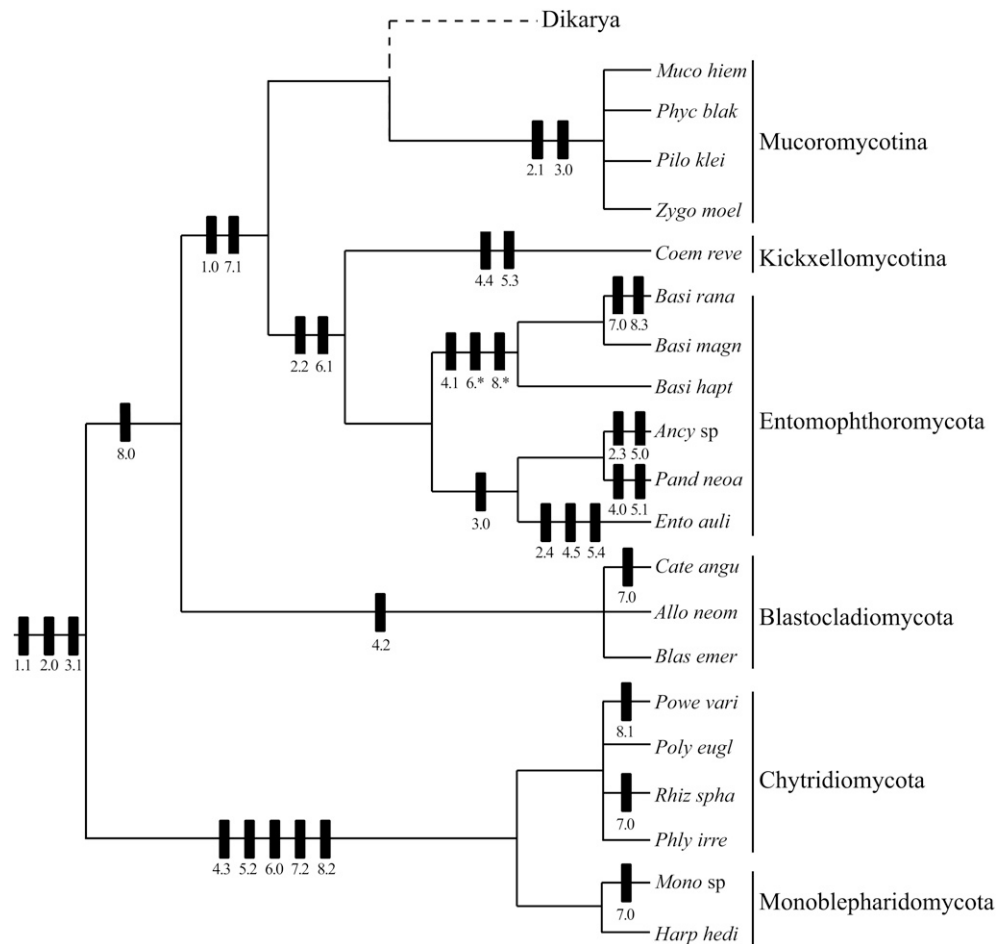 Dikarya
Muco hiem
Phyc blak
Mucoromycotina
Pilo klei
2.1 3.0
Zygo moel
Coem reve
Kickxellomycotina
1.0 7.1
4.4 5.3
Basi rana
7.0 8.3
Basi magn
2.2 6.1
4.1 6.* 8.*
Basi hapt
Entomophthoromycota
Ancy sp
2.3 5.0
8.0
Pand neoa
4.0 5.1
3.0
Ento auli
2.4 4.5 5.4
Cate angu
7.0
Allo neom
Blastocladiomycota
4.2
Blas emer
1.1 2.0 3.1
Powe vari
8.1
Poly eugl
Chytridiomycota
Rhiz spha
7.0
Phly irre
4.3 5.2 6.0 7.2 8.2
Mono sp
7.0
Monoblepharidomycota
Harp hedi